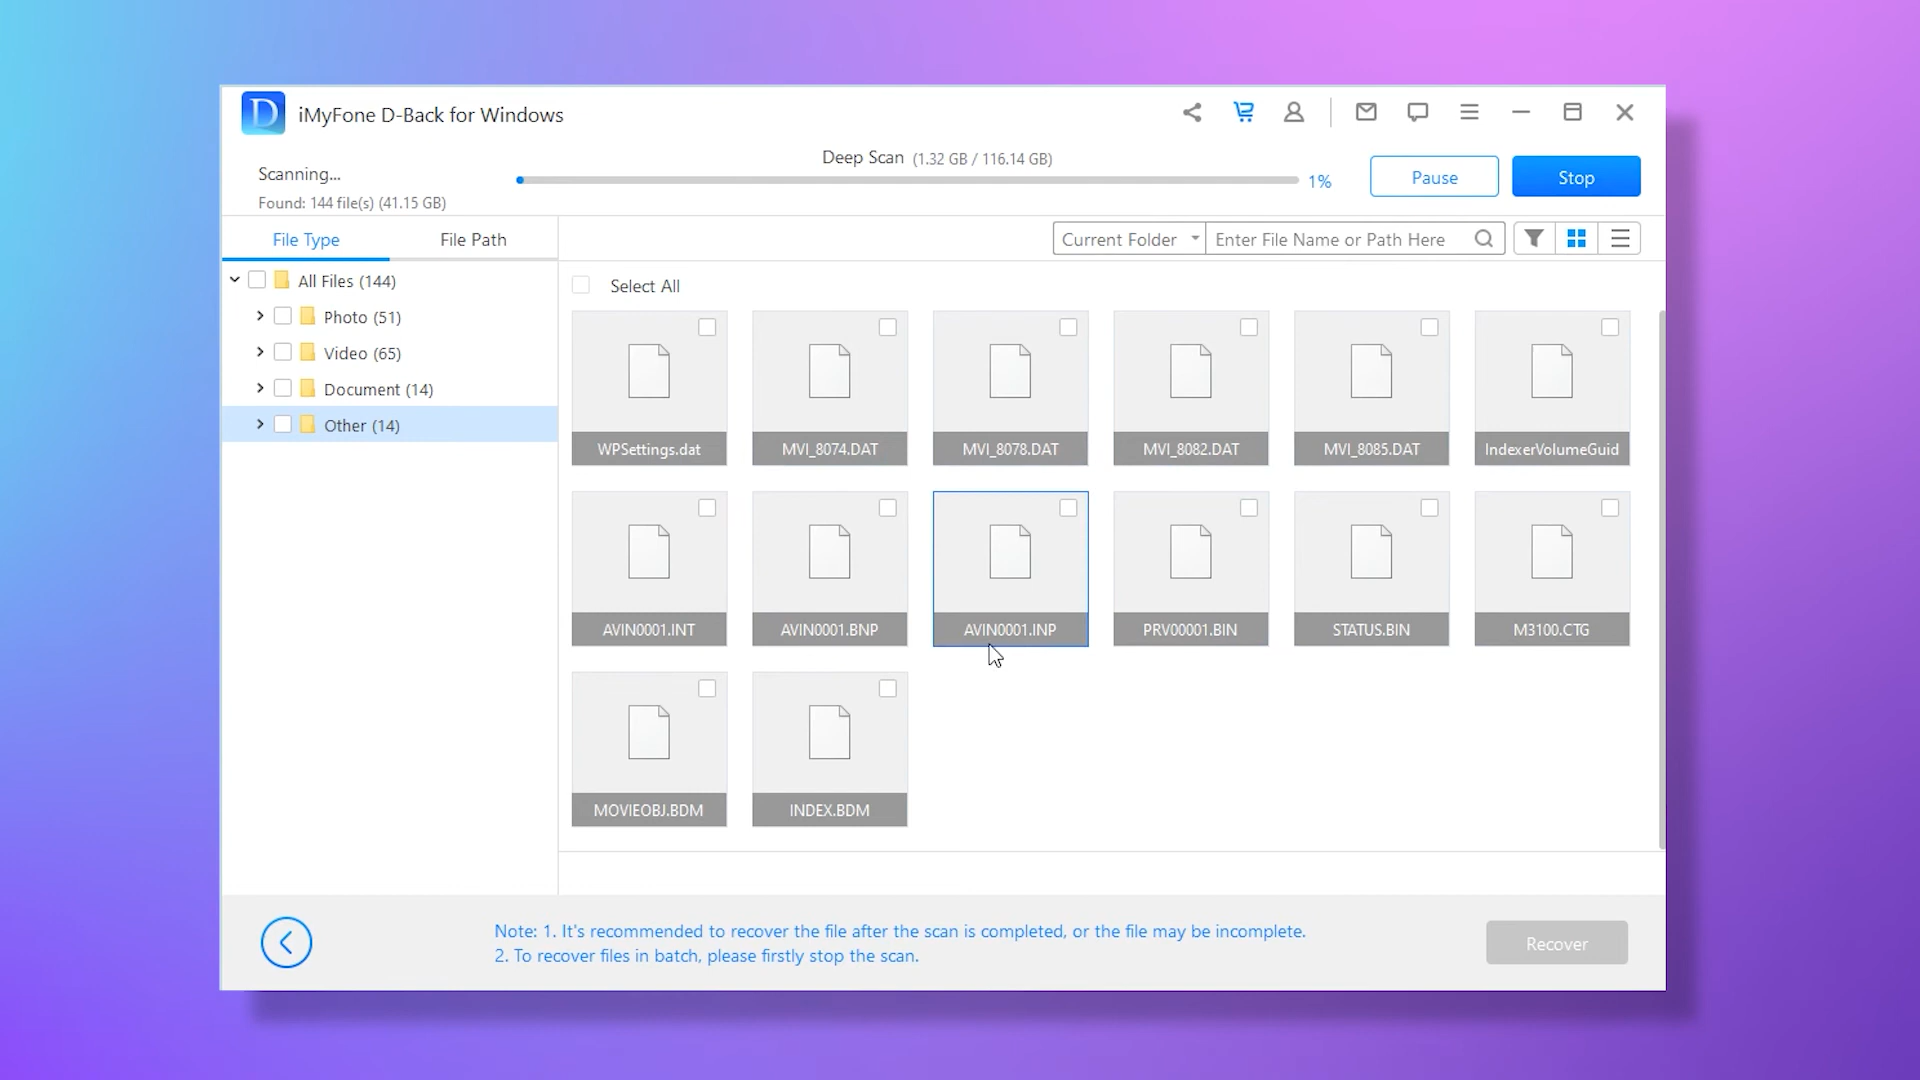 D iMyFone D-Back for Windows
Scanning...
Found: 144 file(s) (41.15 GB)
Deep Scan (1.32 GB / 116.14 GB)
1%
Pause
Stop
File Type
File Path
Current Folder
Enter File Name or Path Here
All Files (144)
Photo (51)
Video (65)
Document (14)
Other (14)
Select All
WPSettings.dat
MVI_8074.DAT
MVI_8078.DAT
MVI_8082.DAT
MVI_8085.DAT
IndexerVolumeGuid
AVIN0001.INT
AVIN0001.BNP
AVIN0001.INP
PRV00001.BIN
STATUS.BIN
M3100.CTG
MOVIEOBJ.BDM
INDEX.BDM
Note: 1. It's recommended to recover the file after the scan is completed, or the file may be incomplete.
2. To recover files in batch, please firstly stop the scan.
Recover